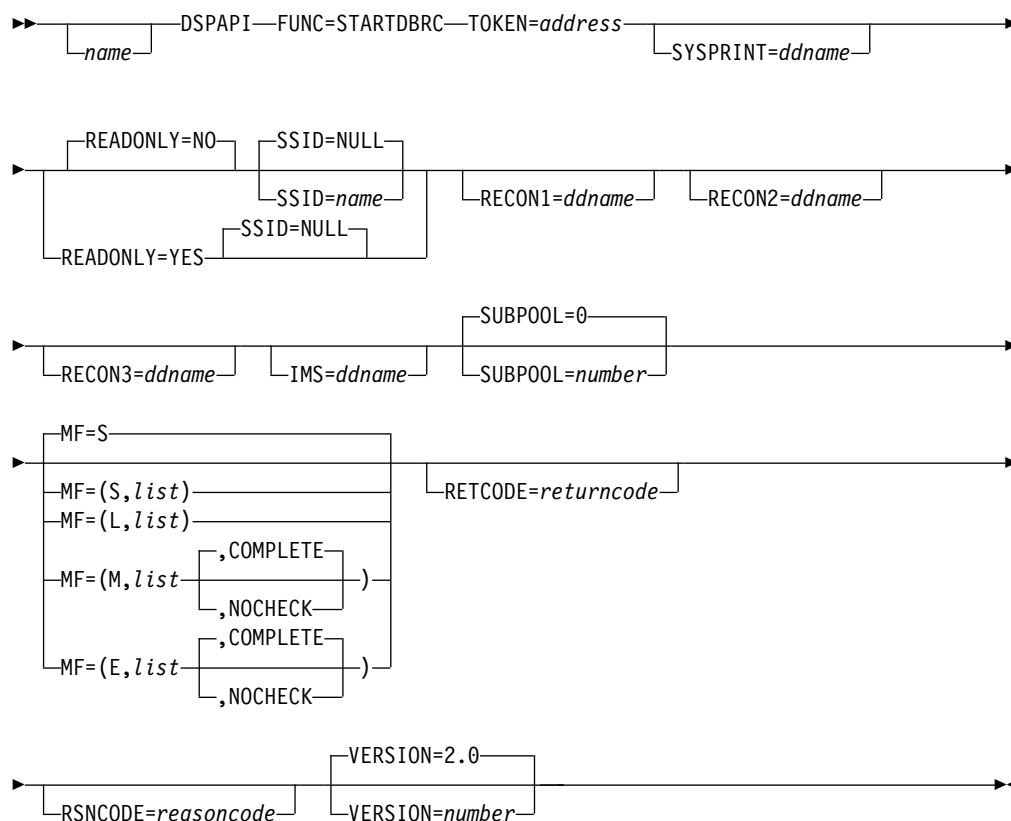 name DSPAPI FUNC=STARTDBRC TOKEN=address SYSPRINT=ddname
READONLY=NO SSID=NULL
SSID=name RECON1=ddname RECON2=ddname
SSID=NULL
READONLY=YES
SUBPOOL=0
RECON3=ddname IMS=ddname SUBPOOL=number
MF=S
RETCODE=returncode
MF=(S,list)
MF=(L,list)
,COMPLETE
MF=(M,list )
,NOCHECK
,COMPLETE
MF=(E,list )
,NOCHECK
VERSION=2.0
RSNCODE=reasoncode VERSION=number